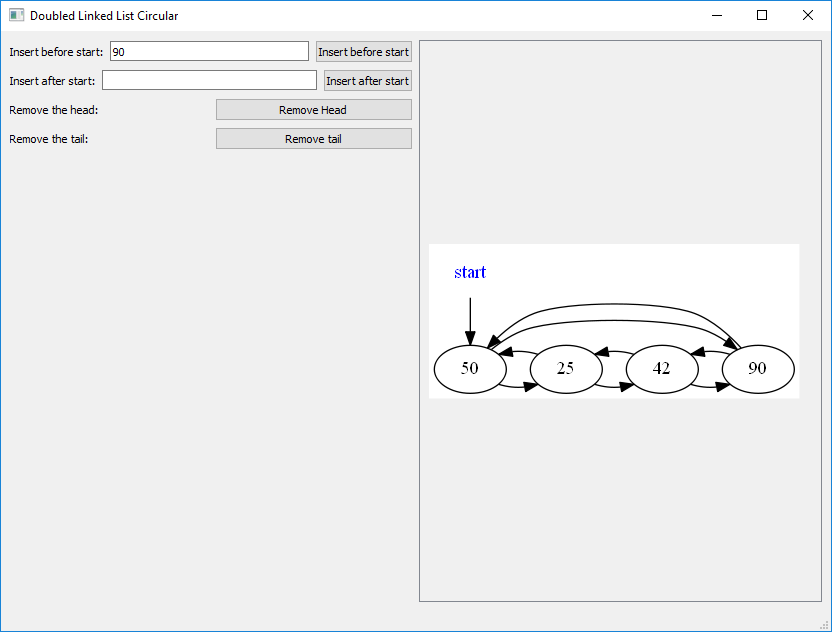 Doubled Linked List Circular
Insert before start: 90 Insert before start
Insert after start: Insert after start
Remove the head: Remove Head
Remove the tail: Remove tail
start
50 25 42 90